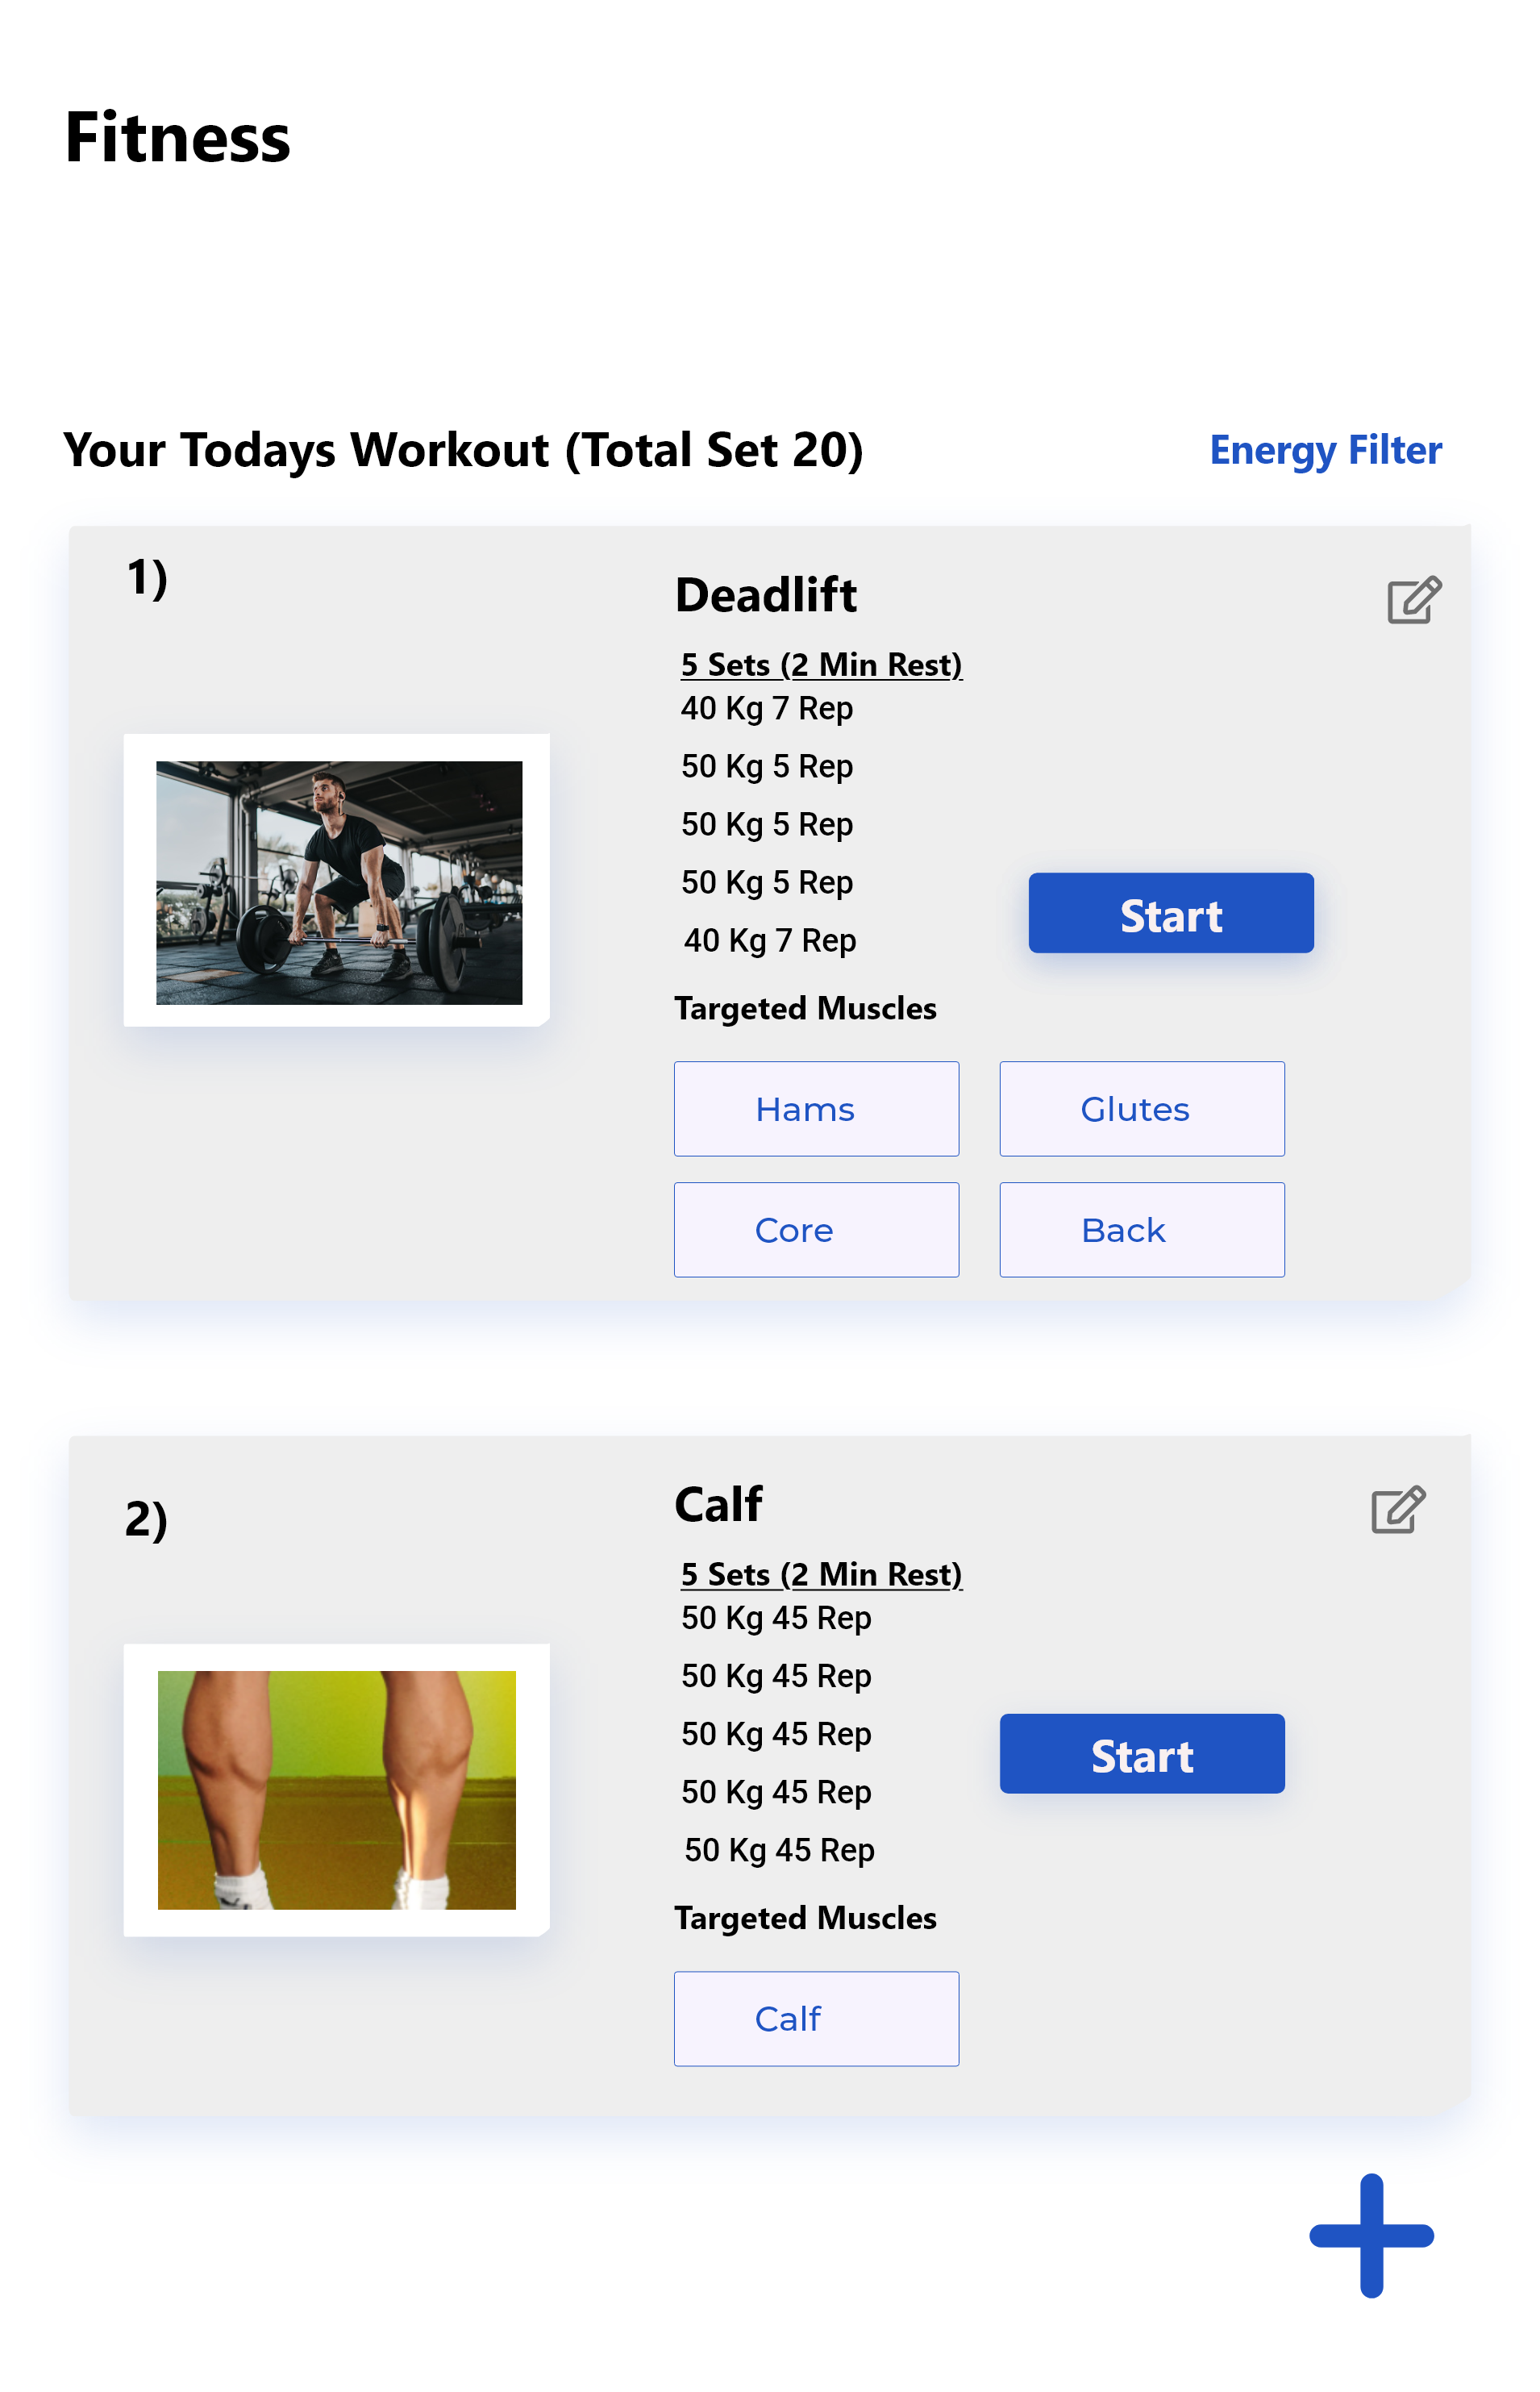 Fitness
Your Todays Workout (Total Set 20)
Energy Filter
1)
Deadlift
5 Sets (2 Min Rest)
40 Kg 7 Rep
50 Kg 5 Rep
50 Kg 5 Rep
50 Kg 5 Rep
40 Kg 7 Rep
Start
Targeted Muscles
Hams
Glutes
Core
Back
2)
Calf
5 Sets (2 Min Rest)
50 Kg 45 Rep
50 Kg 45 Rep
50 Kg 45 Rep
50 Kg 45 Rep
50 Kg 45 Rep
Start
Targeted Muscles
Calf